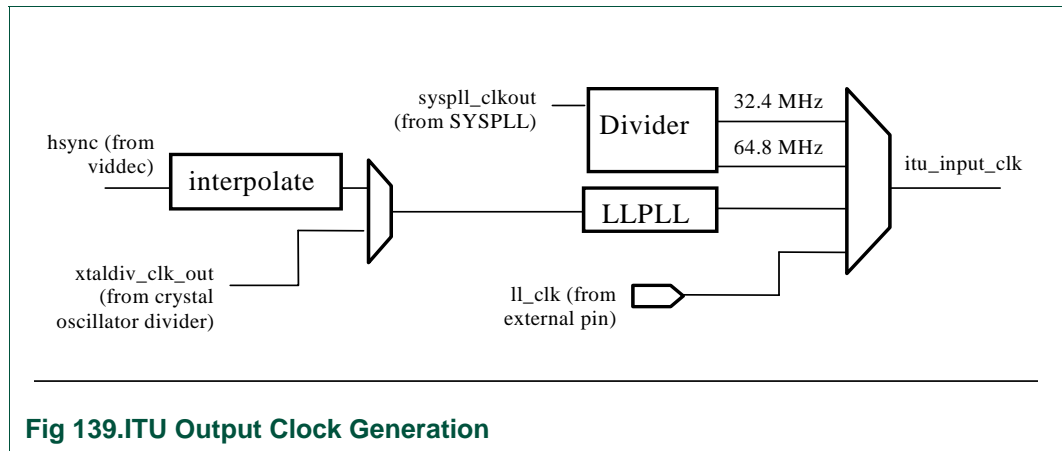 syspll_clkout
(from SYSPLL)
Divider
32.4 MHz
64.8 MHz
hsync (from
viddec)
interpolate
itu_input_clk
LLPLL
xtaldiv_clk_out
(from crystal
oscillator divider)
ll_clk (from
external pin)
Fig 139.ITU Output Clock Generation